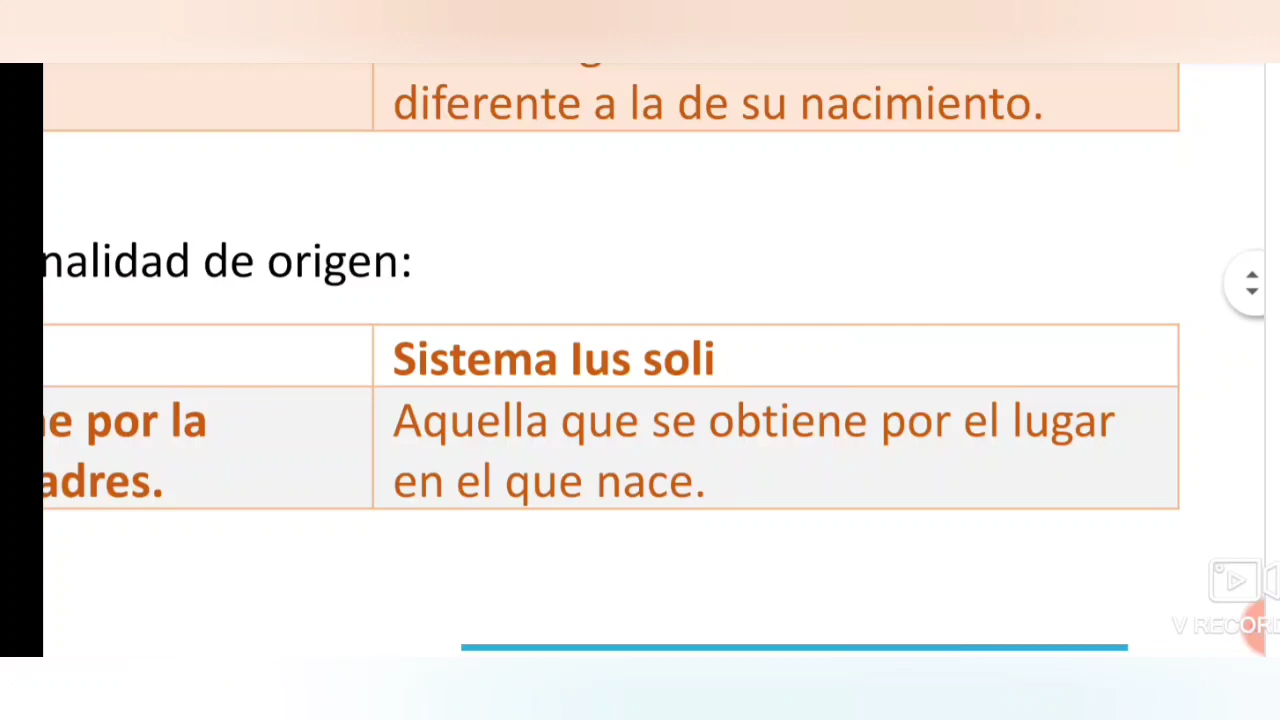 diferente a la de su nacimiento.
nalidad de origen:
Sistema Ius soli
e por la
Aquella que se obtiene por el lugar
adres.
en el que nace.
V RECORD